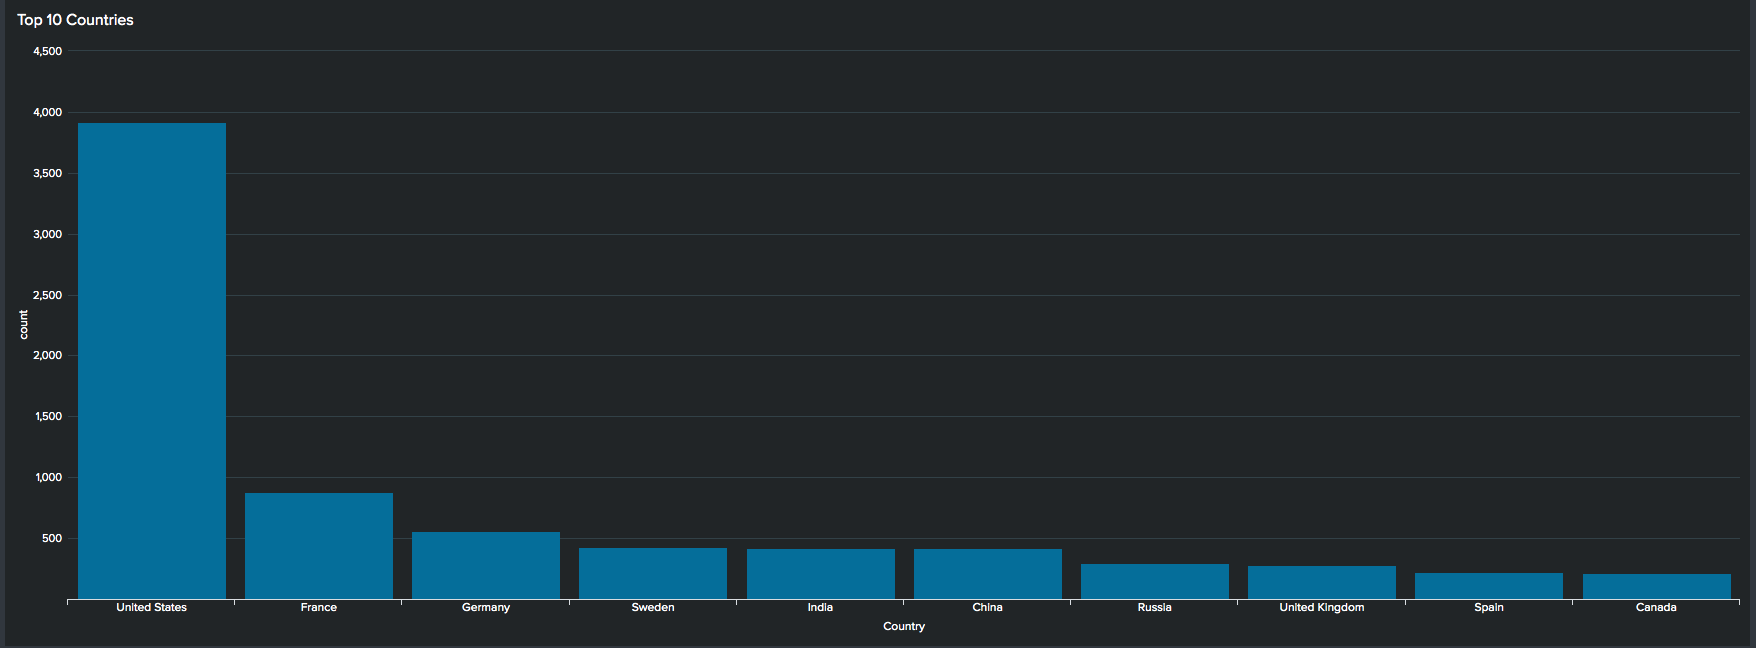 Top 10 Countries
4,500
4,000
3,500
3,000
2,500
2,000
1,500
1,000
500
count
United States France Germany Sweden India China Russia United Kingdom Spain Canada
Country